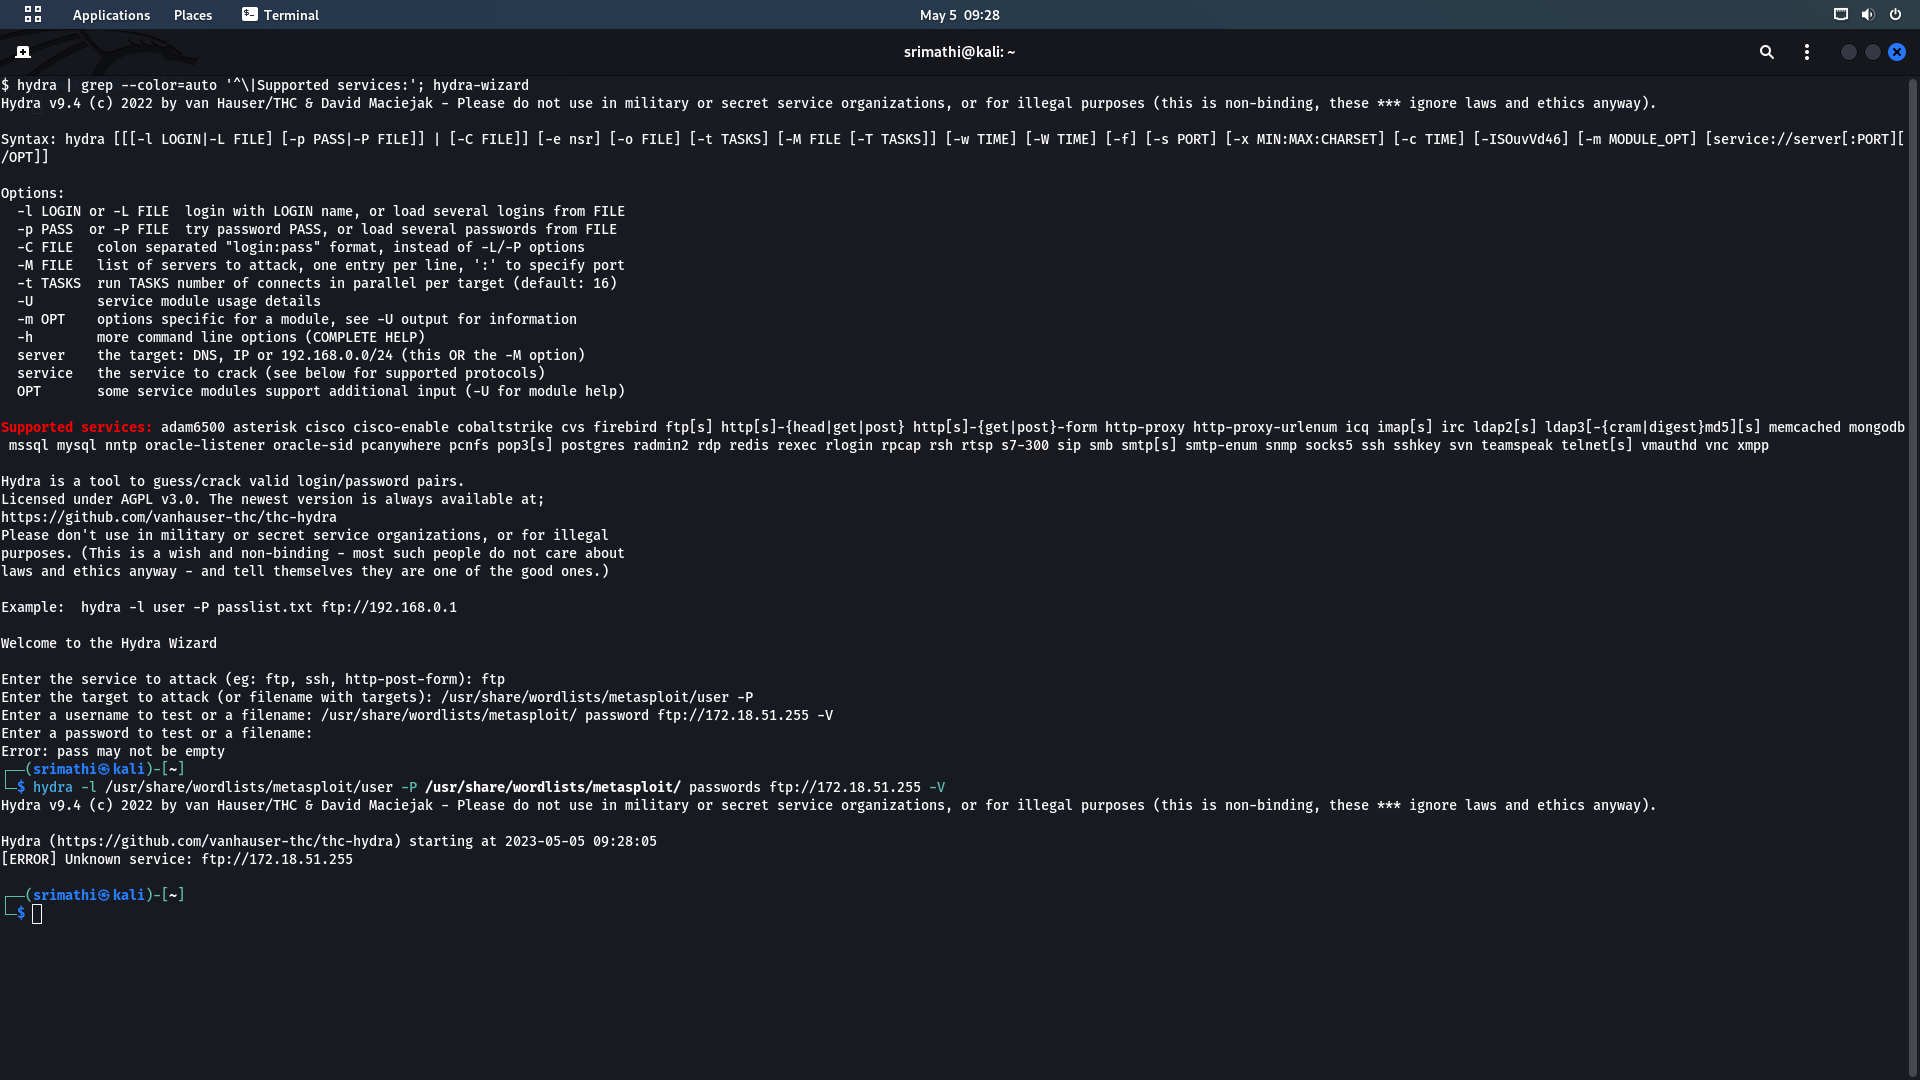 Applications Places Terminal May 5 09:28
srimathi@kali: ~
$ hydra | grep --color=auto '^\|Supported services:'; hydra-wizard
Hydra v9.4 (c) 2022 by van Hauser/THC & David Maciejak - Please do not use in military or secret service organizations, or for illegal purposes (this is non-binding, these *** ignore laws and ethics anyway).

Syntax: hydra [[[-l LOGIN|-L FILE] [-p PASS|-P FILE]] | [-C FILE]] [-e nsr] [-o FILE] [-t TASKS] [-M FILE [-T TASKS]] [-w TIME] [-W TIME] [-f] [-s PORT] [-x MIN:MAX:CHARSET] [-c TIME] [-ISOuvVd46] [-m MODULE_OPT] [service://server[:PORT][
/OPT]]

Options:
  -l LOGIN or -L FILE  login with LOGIN name, or load several logins from FILE
  -p PASS  or -P FILE  try password PASS, or load several passwords from FILE
  -C FILE   colon separated "login:pass" format, instead of -L/-P options
  -M FILE   list of servers to attack, one entry per line, ':' to specify port
  -t TASKS  run TASKS number of connects in parallel per target (default: 16)
  -U        service module usage details
  -m OPT    options specific for a module, see -U output for information
  -h        more command line options (COMPLETE HELP)
  server    the target: DNS, IP or 192.168.0.0/24 (this OR the -M option)
  service   the service to crack (see below for supported protocols)
  OPT       some service modules support additional input (-U for module help)

Supported services: adam6500 asterisk cisco cisco-enable cobaltstrike cvs firebird ftp[s] http[s]-{head|get|post} http[s]-{get|post}-form http-proxy http-proxy-urlenum icq imap[s] irc ldap2[s] ldap3[-{cram|digest}md5][s] memcached mongodb
 mssql mysql nntp oracle-listener oracle-sid pcanywhere pcnfs pop3[s] postgres radmin2 rdp redis rexec rlogin rpcap rsh rtsp s7-300 sip smb smtp[s] smtp-enum snmp socks5 ssh sshkey svn teamspeak telnet[s] vmauthd vnc xmpp

Hydra is a tool to guess/crack valid login/password pairs.
Licensed under AGPL v3.0. The newest version is always available at;
https://github.com/vanhauser-thc/thc-hydra
Please don't use in military or secret service organizations, or for illegal
purposes. (This is a wish and non-binding - most such people do not care about
laws and ethics anyway - and tell themselves they are one of the good ones.)

Example:  hydra -l user -P passlist.txt ftp://192.168.0.1

Welcome to the Hydra Wizard

Enter the service to attack (eg: ftp, ssh, http-post-form): ftp
Enter the target to attack (or filename with targets): /usr/share/wordlists/metasploit/user -P
Enter a username to test or a filename: /usr/share/wordlists/metasploit/ password ftp://172.18.51.255 -V
Enter a password to test or a filename:
Error: pass may not be empty
┌──(srimathi㉿kali)-[~]
└─$ hydra -l /usr/share/wordlists/metasploit/user -P /usr/share/wordlists/metasploit/ passwords ftp://172.18.51.255 -V
Hydra v9.4 (c) 2022 by van Hauser/THC & David Maciejak - Please do not use in military or secret service organizations, or for illegal purposes (this is non-binding, these *** ignore laws and ethics anyway).

Hydra (https://github.com/vanhauser-thc/thc-hydra) starting at 2023-05-05 09:28:05
[ERROR] Unknown service: ftp://172.18.51.255

┌──(srimathi㉿kali)-[~]
└─$